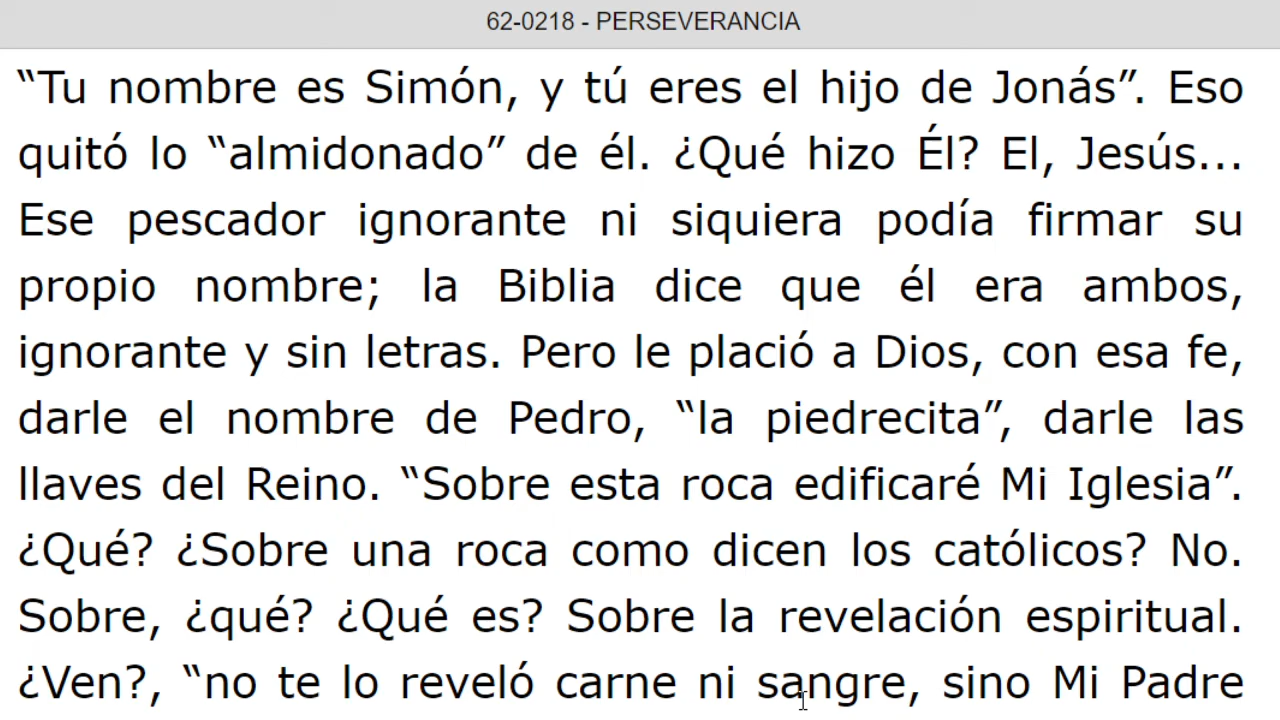 62-0218 - PERSEVERANCIA
“Tu nombre es Simón, y tú eres el hijo de Jonás”. Eso
quitó lo “almidonado” de él. ¿Qué hizo Él? El, Jesús...
Ese pescador ignorante ni siquiera podía firmar su
propio nombre; la Biblia dice que él era ambos,
ignorante y sin letras. Pero le plació a Dios, con esa fe,
darle el nombre de Pedro, “la piedrecita”, darle las
llaves del Reino. “Sobre esta roca edificaré Mi Iglesia”.
¿Qué? ¿Sobre una roca como dicen los católicos? No.
Sobre, ¿qué? ¿Qué es? Sobre la revelación espiritual.
¿Ven?, “no te lo reveló carne ni sangre, sino Mi Padre